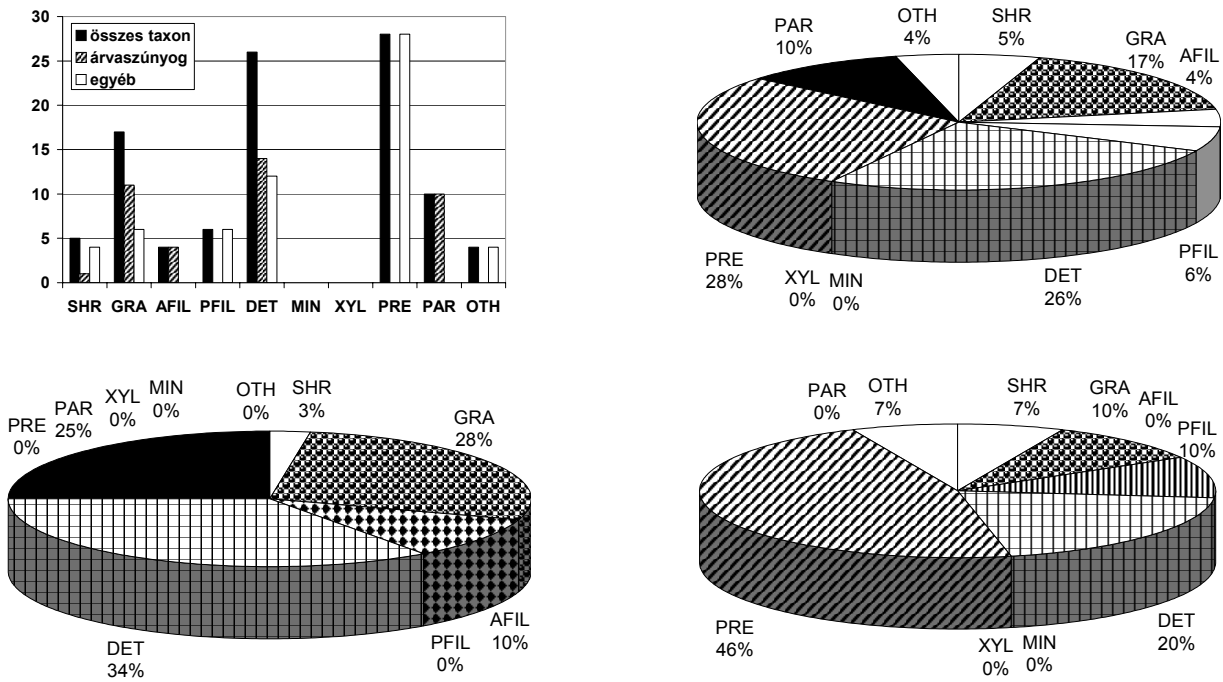 30
25
20
15
10
5
0
összes taxon
árvaszúnyog
egyéb
SHR GRA AFIL PFIL DET MIN XYL PRE PAR OTH
PAR
10%
OTH
4%
SHR
5%
GRA
17%
AFIL
4%
PFIL
6%
DET
26%
MIN
0%
XYL
0%
PRE
28%
PRE
0%
PAR
25%
XYL
0%
MIN
0%
OTH
0%
SHR
3%
GRA
28%
AFIL
10%
PFIL
0%
DET
34%
PAR
0%
OTH
7%
SHR
7%
GRA
10%
AFIL
0%
PFIL
10%
DET
20%
MIN
0%
XYL
0%
PRE
46%